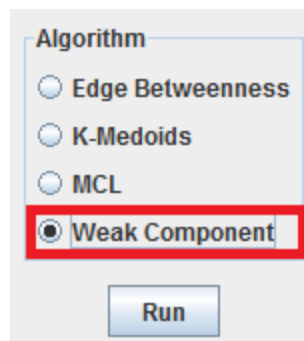 Algorithm
Edge Betweenness
K-Medoids
MCL
Weak Component
Run